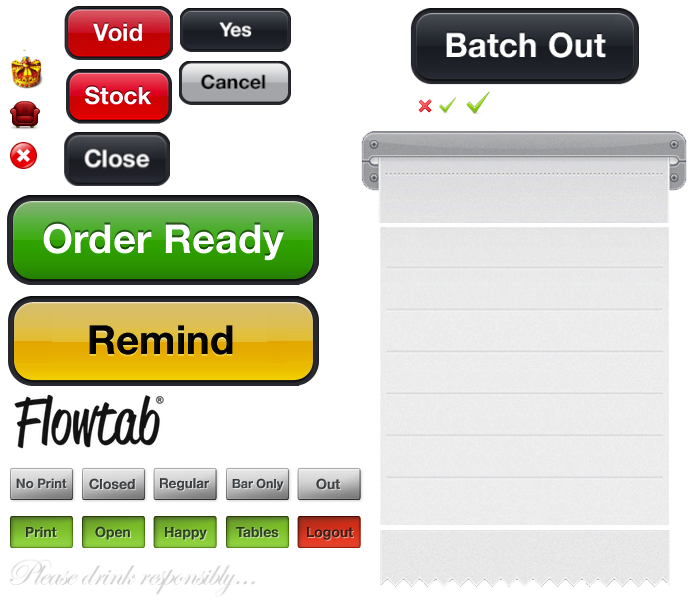 Void
Yes
Batch Out
Cancel
Stock
Close
Order Ready
Remind
Flowtab®
No Print
Closed
Regular
Bar Only
Out
Print
Open
Happy
Tables
Logout
Please drink responsibly...